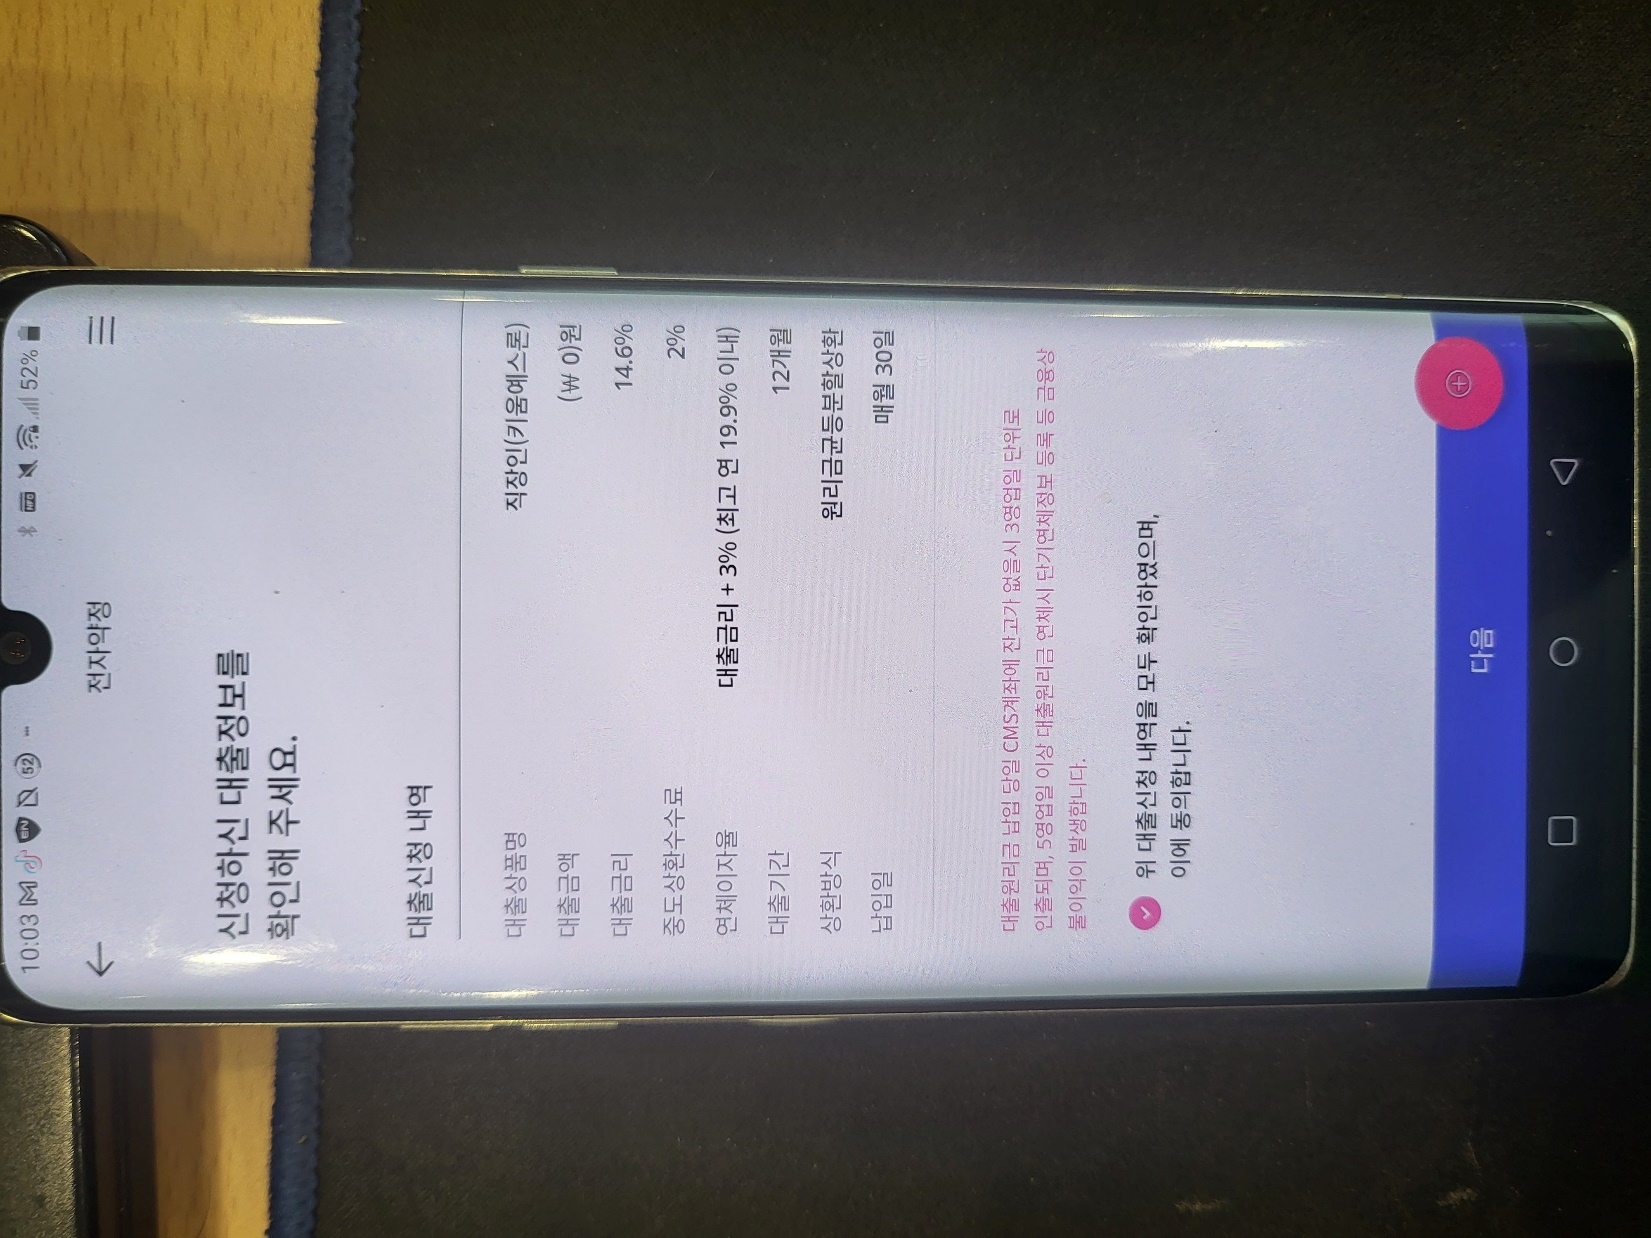 10:03 52 52%
전자약정
신청하신 대출정보를
확인해 주세요.
대출신청 내역
대출상품명 직장인(키움예스론)
대출금액 (₩ 0)원
대출금리 14.6%
중도상환수수료 2%
연체이자율 대출금리 + 3% (최고 연 19.9% 이내)
대출기간 12개월
상환방식 원리금균등분할상환
납입일 매월 30일
대출원리금 납입 당일 CMS계좌에 잔고가 없을시 3영업일 단위로
인출되며, 5영업일 이상 대출원리금 연체시 단기연체정보 등록 등 금융상
불이익이 발생합니다.
위 대출신청 내역을 모두 확인하였으며,
이에 동의합니다.
다음